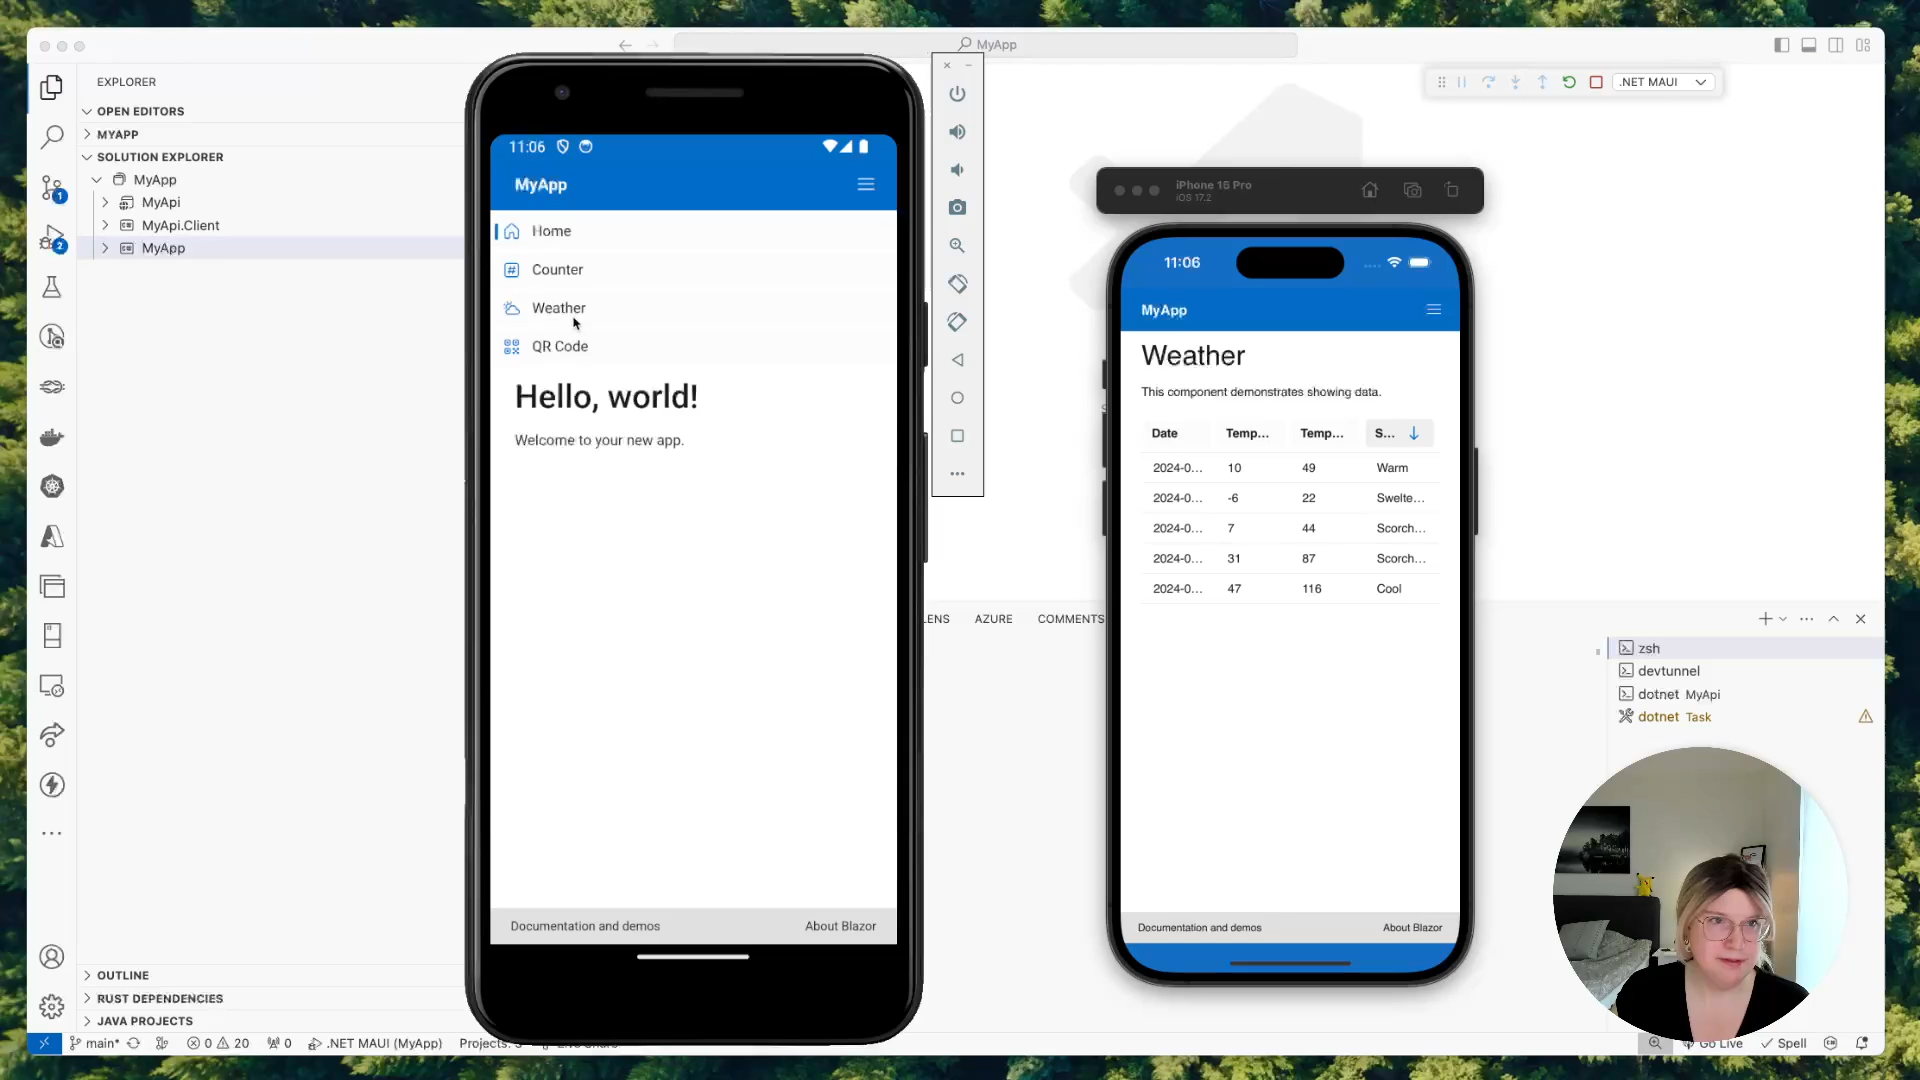 MyApp
.NET MAUI
EXPLORER
OPEN EDITORS
MYAPP
SOLUTION EXPLORER
MyApp
MyApi
MyApi.Client
MyApp
1
2
11:06
MyApp
Home
Counter
Weather
QR Code
Hello, world!
Welcome to your new app.
Documentation and demos
About Blazor
iPhone 15 Pro
iOS 17.2
11:06
MyApp
Weather
This component demonstrates showing data.
Date Temp... Temp... S...
2024-0... 10 49 Warm
2024-0... -6 22 Swelte...
2024-0... 7 44 Scorch...
2024-0... 31 87 Scorch...
2024-0... 47 116 Cool
Documentation and demos
About Blazor
LENS AZURE COMMENTS
zsh
devtunnel
dotnet MyApi
dotnet Task
OUTLINE
RUST DEPENDENCIES
JAVA PROJECTS
main* 0 20 0 .NET MAUI (MyApp) Projects: Go Live Spell